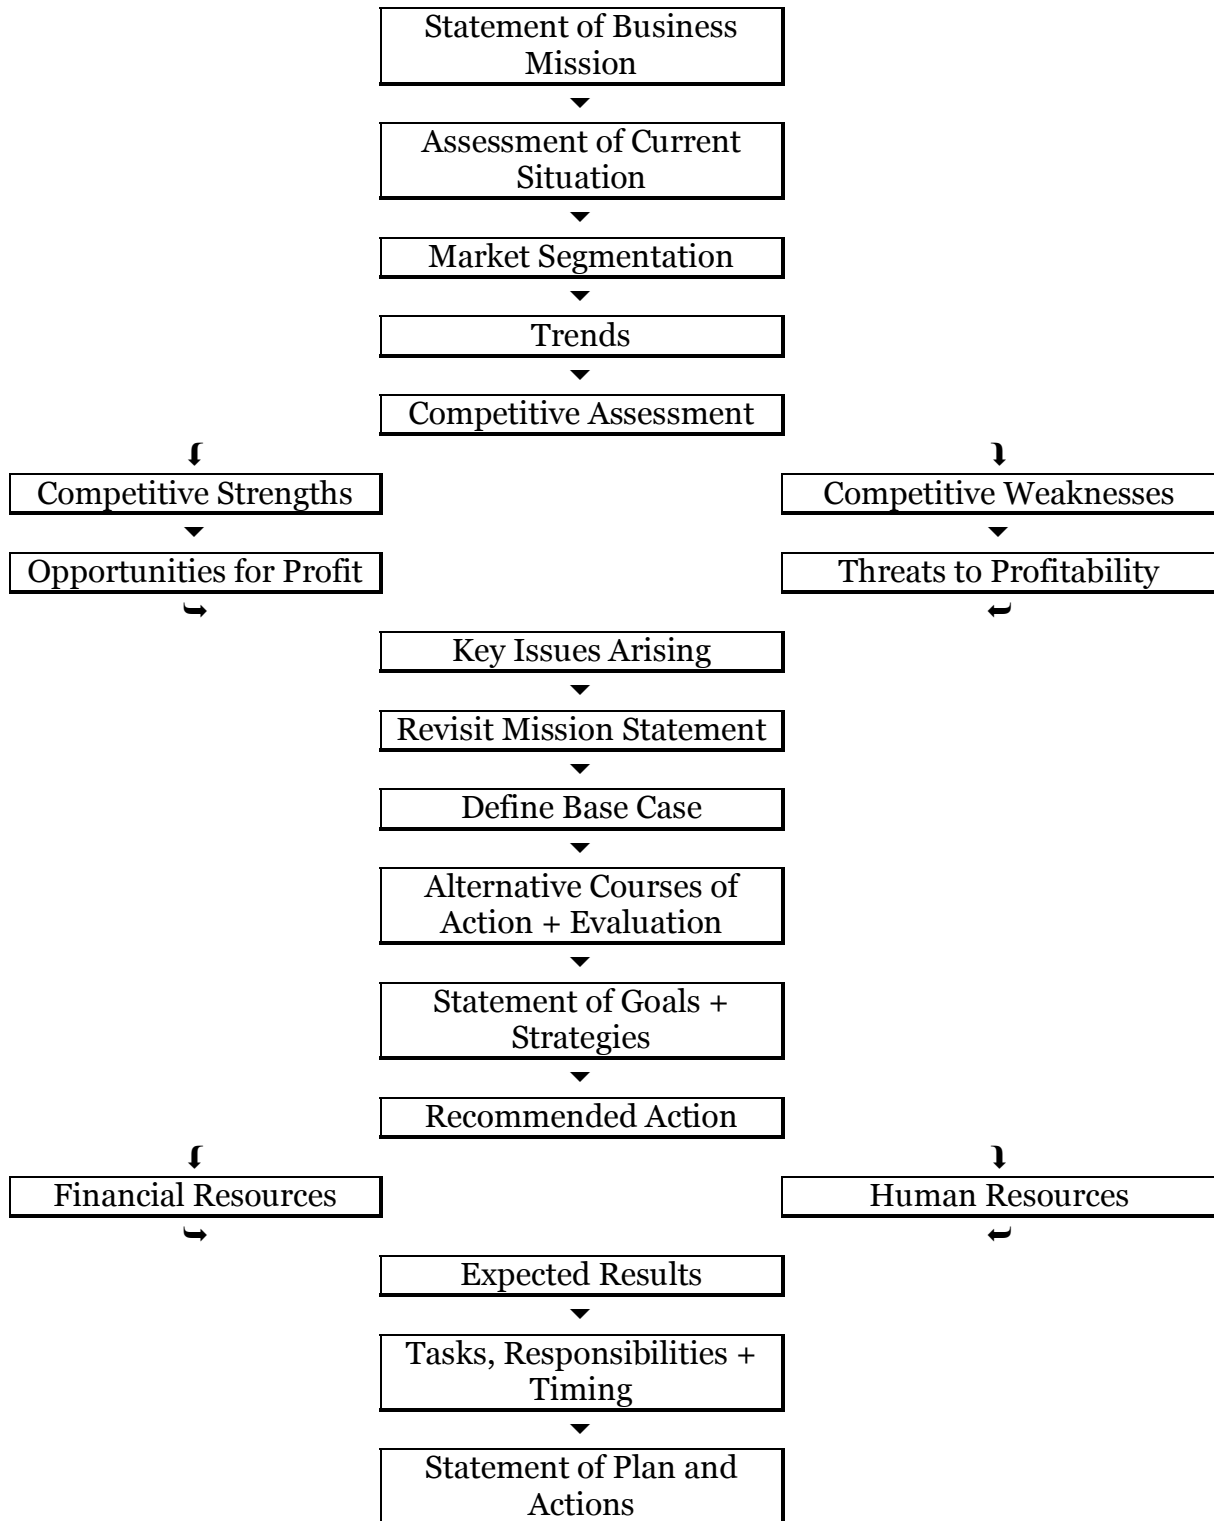 Statement of Business
Mission
Assessment of Current
Situation
Market Segmentation
Trends
Competitive Assessment
Competitive Strengths
Competitive Weaknesses
Opportunities for Profit
Threats to Profitability
Key Issues Arising
Revisit Mission Statement
Define Base Case
Alternative Courses of
Action + Evaluation
Statement of Goals +
Strategies
Recommended Action
Financial Resources
Human Resources
Expected Results
Tasks, Responsibilities +
Timing
Statement of Plan and
Actions